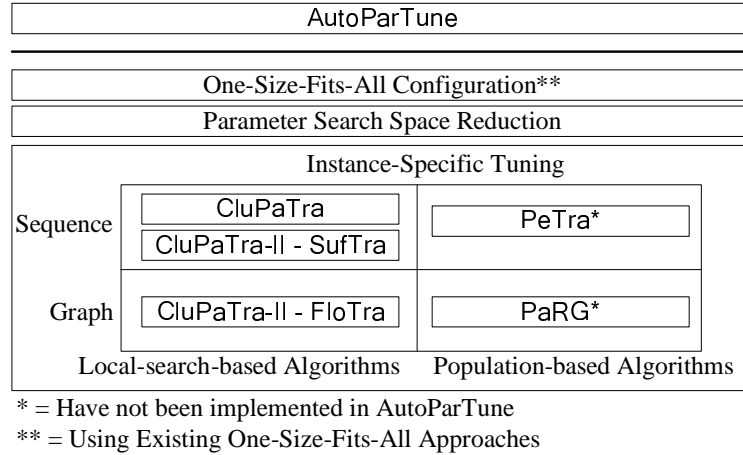 AutoParTune
One-Size-Fits-All Configuration**
Parameter Search Space Reduction
Instance-Specific Tuning
Sequence
CluPaTra
CluPaTra-II - SufTra
PeTra*
Graph
CluPaTra-II - FloTra
PaRG*
Local-search-based Algorithms
Population-based Algorithms
* = Have not been implemented in AutoParTune
** = Using Existing One-Size-Fits-All Approaches